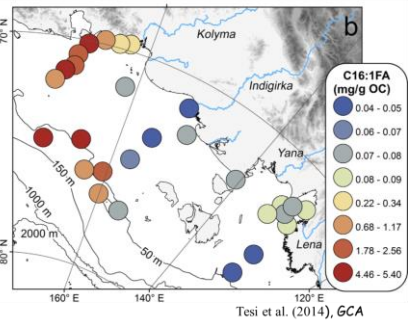 b
70°N
Kolyma
Indigirka
Yana
Lena
C16:1FA
(mg/g OC)
0.04 - 0.05
0.06 - 0.07
0.07 - 0.08
0.08 - 0.09
0.22 - 0.34
0.68 - 1.17
1.78 - 2.56
4.46 - 5.40
150 m
1000 m
2000 m
50 m
80° N
160° E
140° E
120° E
Tesi et al. (2014), GCA